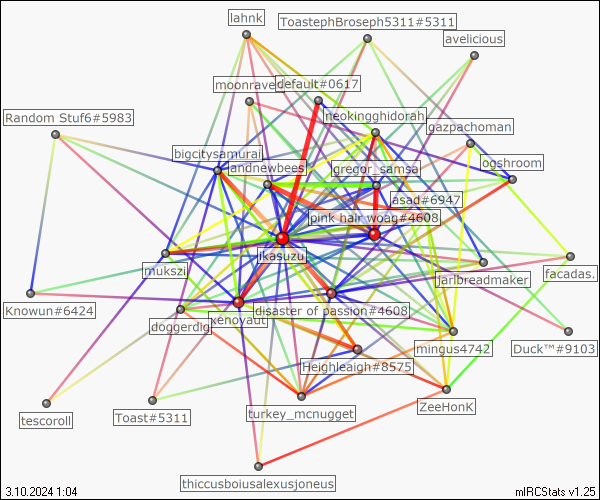 lahnk
ToastephBroseph5311#5311
avelicious
moonrave
default#0617
Random Stuf6#5983
neokingghidorah
gazpachoman
bigcitysamurai
landnewbees
gregor_samsa
ogshroom
asad#6947
pink hair woag#4608
ikasuzu
mukszi
jarlbreadmaker
facadas.
Knowun#6424
doggerdig
xenoyaut
disaster of passion#4608
mingus4742
Duck™#9103
Heighleaigh#8575
tescoroll
Toast#5311
turkey_mcnugget
ZeeHonK
thiccusboiusalexusjoneus
3.10.2024 1:04
mIRCStats v1.25